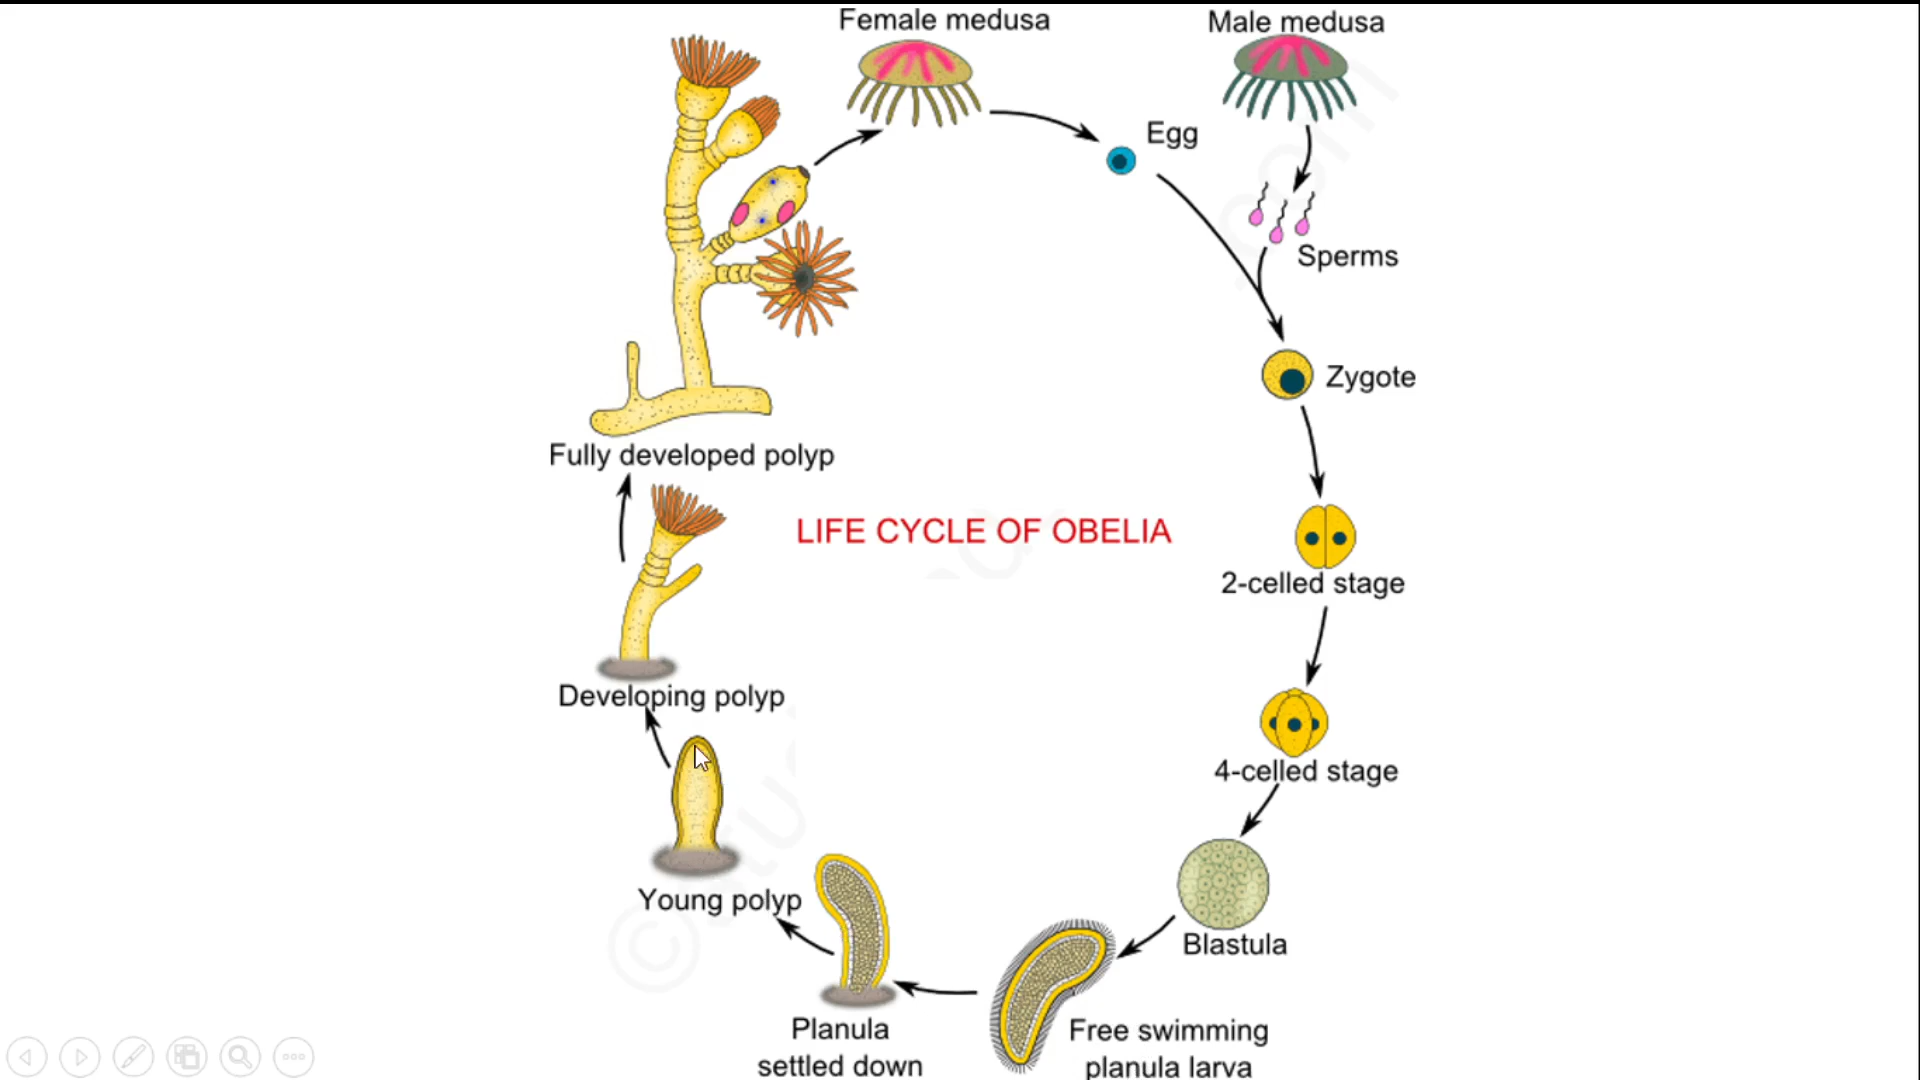 Female medusa
Male medusa
Egg
Sperms
Zygote
Fully developed polyp
LIFE CYCLE OF OBELIA
2-celled stage
Developing polyp
4-celled stage
Young polyp
Blastula
Planula
settled down
Free swimming
planula larva